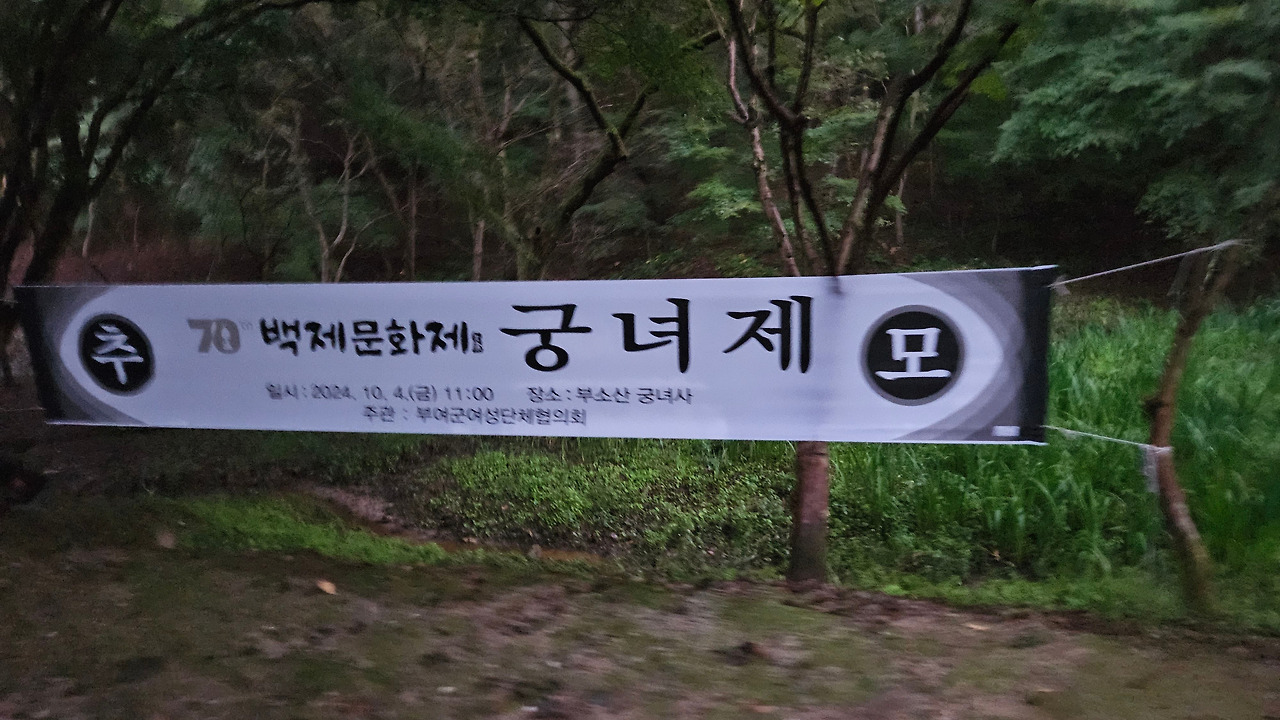 추 70th 백제문화제 궁녀제 모
일시 : 2024. 10. 4.(금) 11:00 장소 : 부소산 궁녀사
주관 : 부여군여성단체협의회